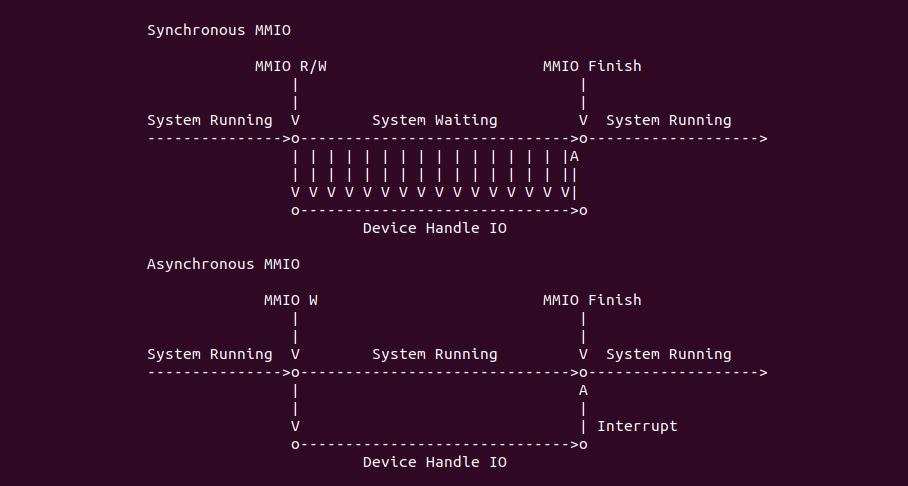 Synchronous MMIO
MMIO R/W                        MMIO Finish
|                               |
|                               |
System Running  V         System Waiting         V  System Running
--------------->o------------------------------>o------------------->
| | | | | | | | | | | | | | | |A
| | | | | | | | | | | | | | | ||
V V V V V V V V V V V V V V V V|
o------------------------------>o
Device Handle IO
Asynchronous MMIO
MMIO W                         MMIO Finish
|                               |
|                               |
System Running  V         System Running         V  System Running
--------------->o------------------------------>o------------------->
|                               A
|                               |
V                               | Interrupt
o------------------------------>o
Device Handle IO